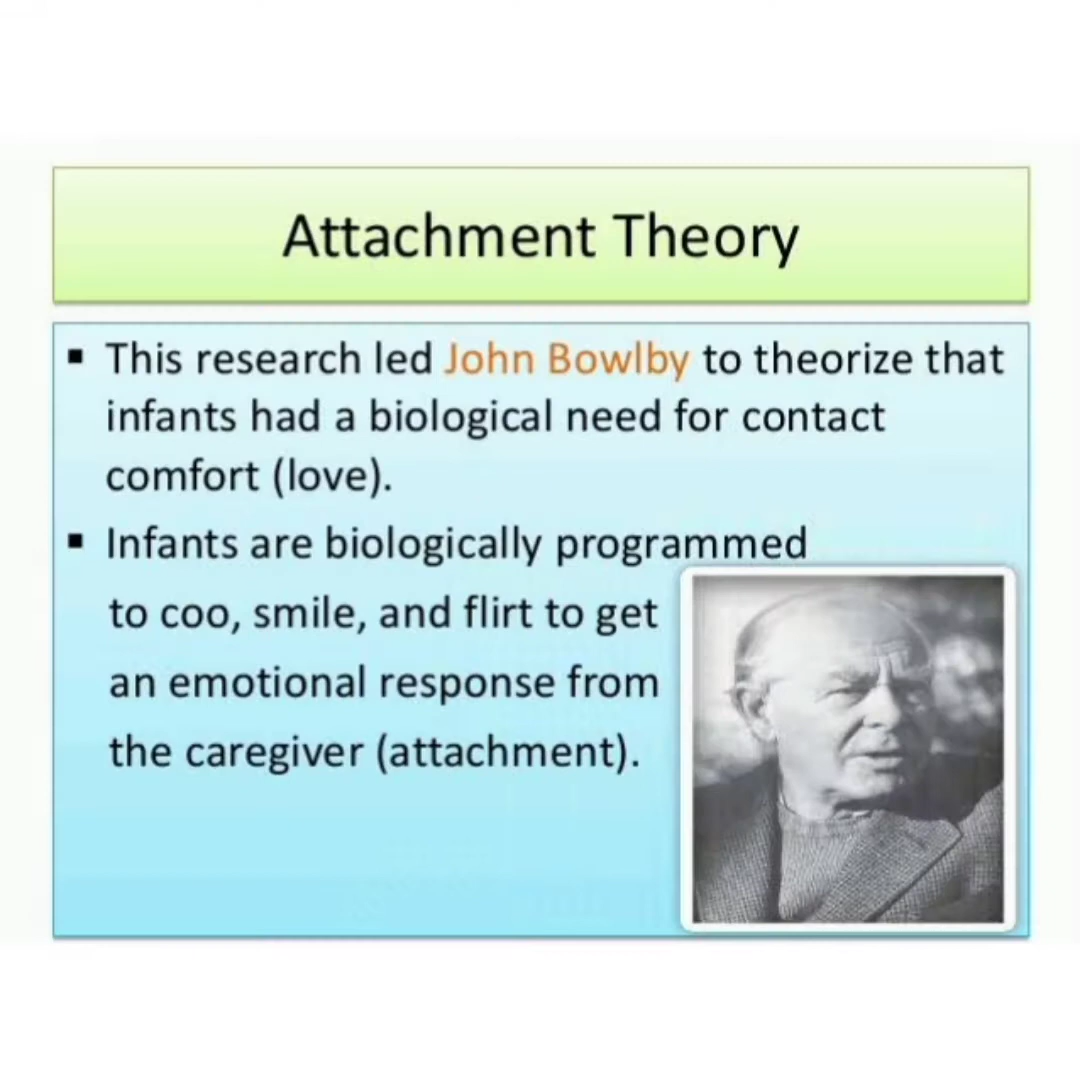 Attachment Theory
▪ This research led John Bowlby to theorize that
infants had a biological need for contact
comfort (love).
▪ Infants are biologically programmed
to coo, smile, and flirt to get
an emotional response from
the caregiver (attachment).